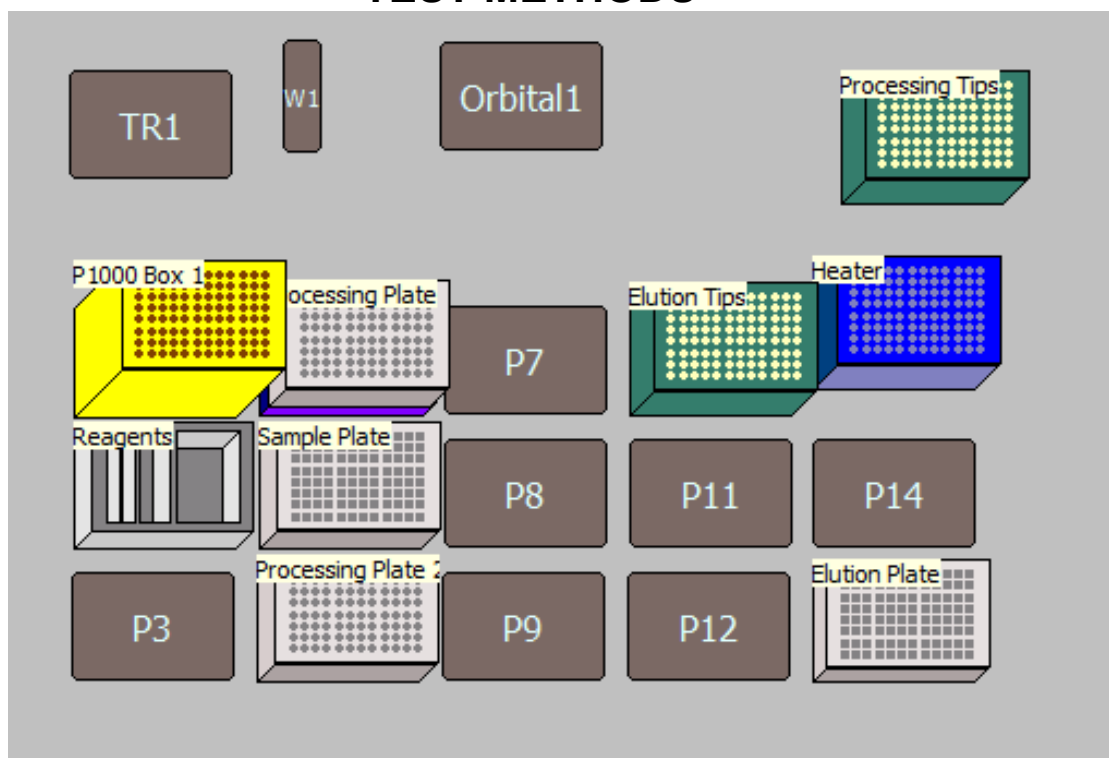 TR1
W1
Orbital1
Processing Tips
P1000 Box 1
ocessing Plate
Elution Tips
Heater
P7
Reagents
Sample Plate
P8
P11
P14
Processing Plate 2
Elution Plate
P3
P9
P12